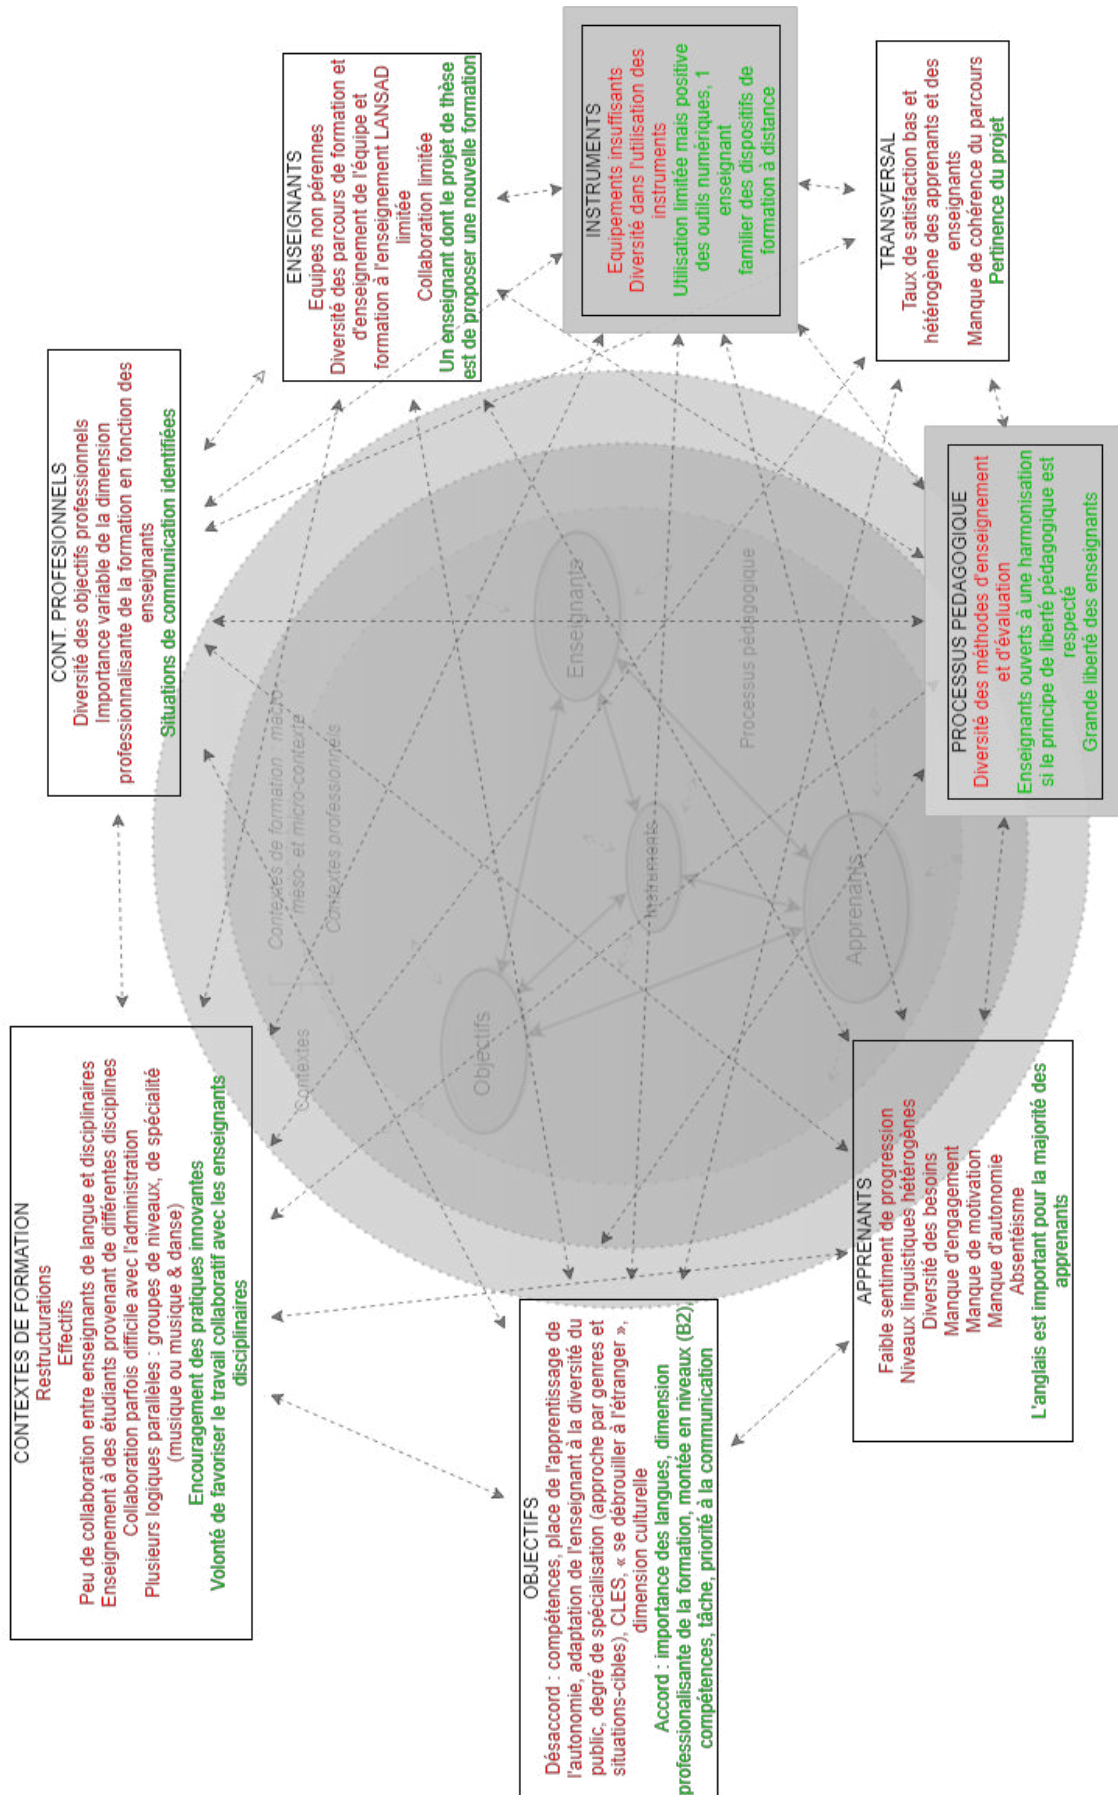 CONTEXTES DE FORMATION
Restructurations
Effectifs
Peu de collaboration entre enseignants de langue et disciplinaires
Enseignement à des étudiants provenant de différentes disciplines
Collaboration parfois difficile avec l'administration
Plusieurs logiques parallèles : groupes de niveaux, de spécialité
(musique ou musique & danse)
Encouragement des pratiques innovantes
Volonté de favoriser le travail collaboratif avec les enseignants
disciplinaires
CONT. PROFESIONNELS
Diversité des objectifs professionnels
Importance variable de la dimension
professionnalisante de la formation en fonction des
enseignants
Situations de communication identifiées
ENSEIGNANTS
Equipes non pérennes
Diversité des parcours de formation et
d'enseignement de l'équipe et
formation à l'enseignement LANSAD
limitée
Collaboration limitée
Un enseignant dont le projet de thèse
est de proposer une nouvelle formation
OBJECTIFS
Désaccord : compétences, place de l'apprentissage de
l'autonomie, adaptation de l'enseignant à la diversité du
public, degré de spécialisation (approche par genres et
situations-cibles), CLES, « se débrouiller à l'étranger »,
dimension culturelle
Accord : importance des langues, dimension
professionalisante de la formation, montée en niveaux (B2),
compétences, tâche, priorité à la communication
Contextes
Contextes de formation macro-
méso- et micro-contexte
Contextes professionnels
Objectifs
Enseignants
Instruments
Processus pédagogique
Apprenants
INSTRUMENTS
Equipements insuffisants
Diversité dans l'utilisation des
instruments
Utilisation limitée mais positive
des outils numériques, 1
enseignant
familier des dispositifs de
formation à distance
APPRENANTS
Faible sentiment de progression
Niveaux linguistiques hétérogènes
Diversité des besoins
Manque d'engagement
Manque de motivation
Manque d'autonomie
Absentéisme
L'anglais est important pour la majorité des
apprenants
PROCESSUS PEDAGOGIQUE
Diversité des méthodes d'enseignement
et d'évaluation
Enseignants ouverts à une harmonisation
si le principe de liberté pédagogique est
respecté
Grande liberté des enseignants
TRANSVERSAL
Taux de satisfaction bas et
hétérogène des apprenants et des
enseignants
Manque de cohérence du parcours
Pertinence du projet